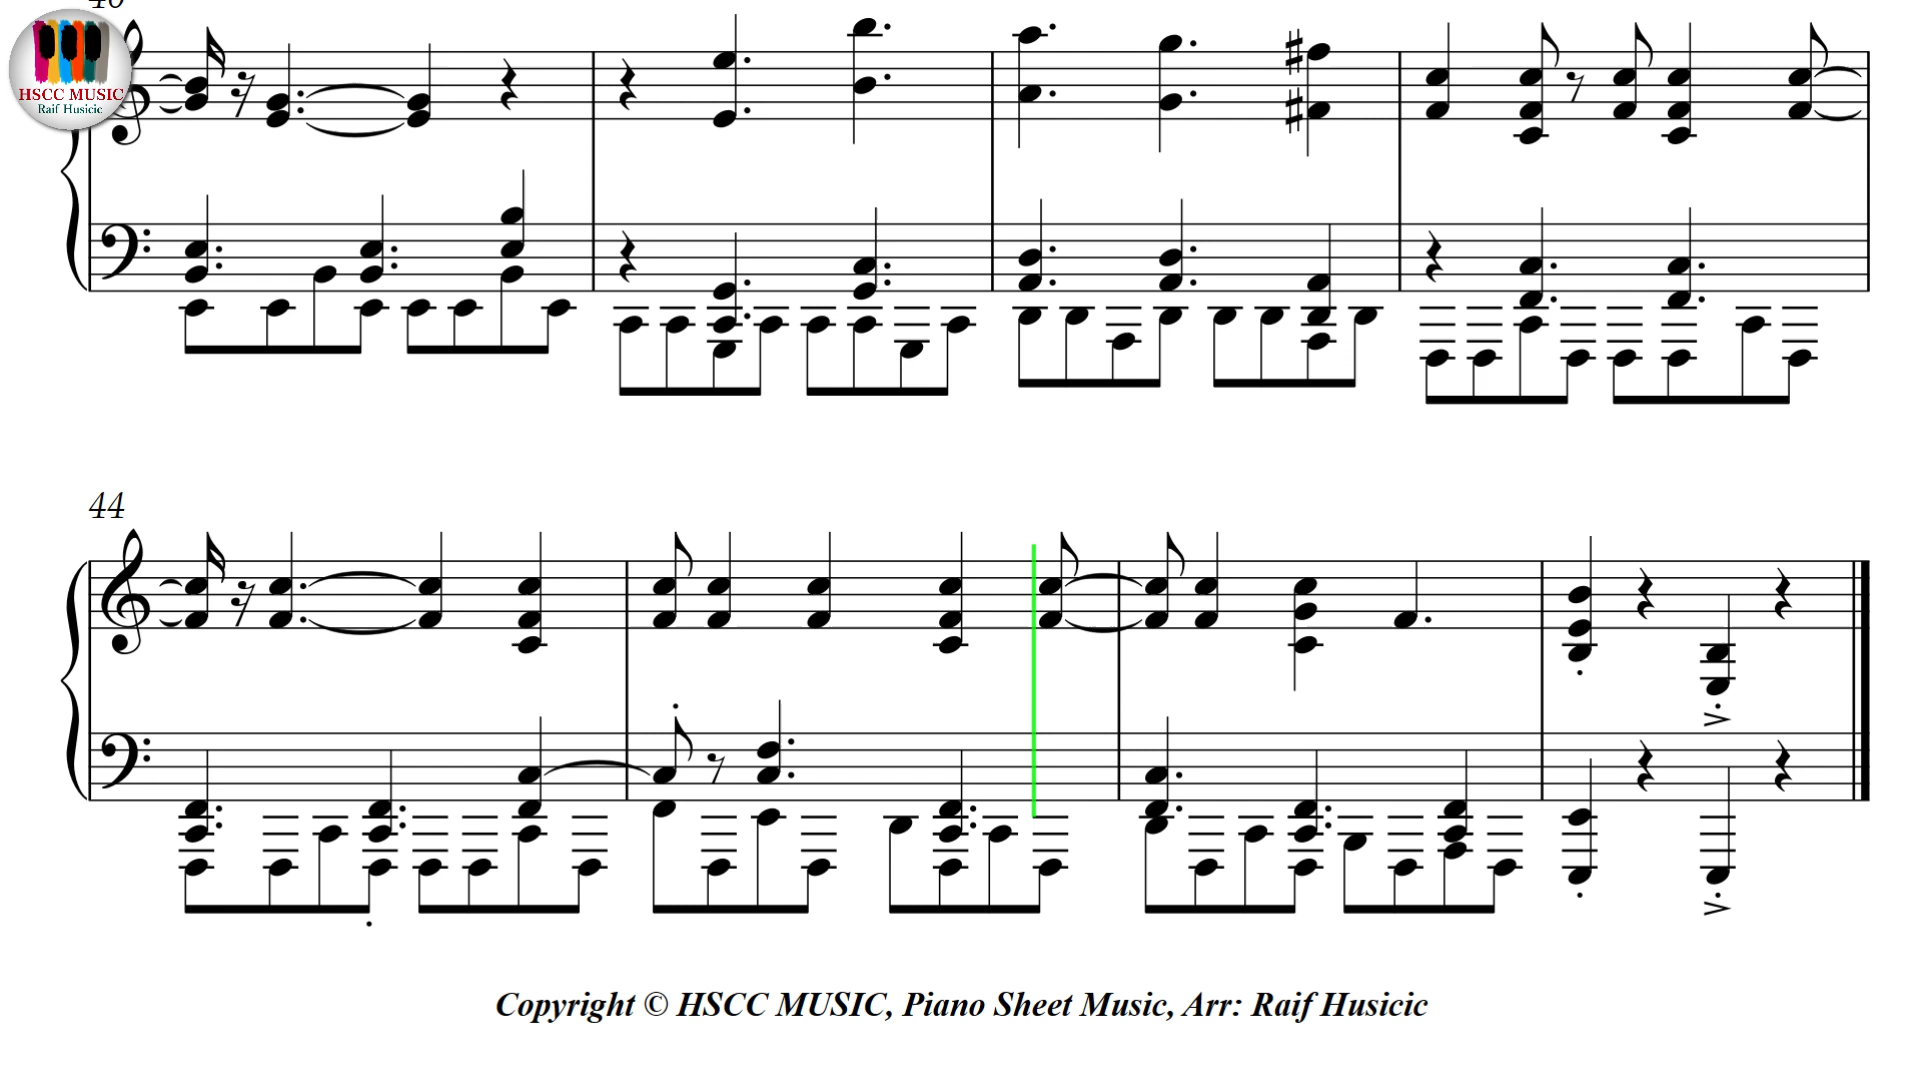 HSCC MUSIC
Raif Husicic
44
Copyright © HSCC MUSIC, Piano Sheet Music, Arr: Raif Husicic